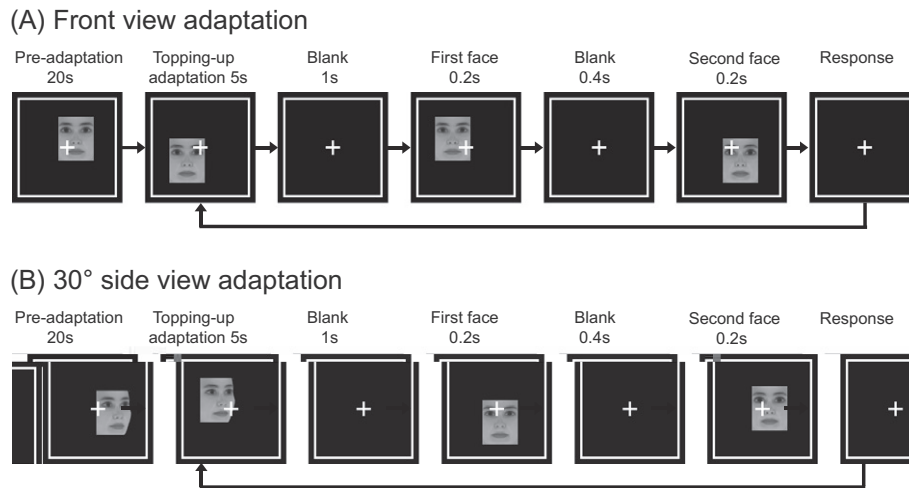 (A) Front view adaptation
Pre-adaptation Topping-up Blank First face Blank Second face Response
20s adaptation 5s 1s 0.2s 0.4s 0.2s
(B) 30° side view adaptation
Pre-adaptation Topping-up Blank First face Blank Second face Response
20s adaptation 5s 1s 0.2s 0.4s 0.2s